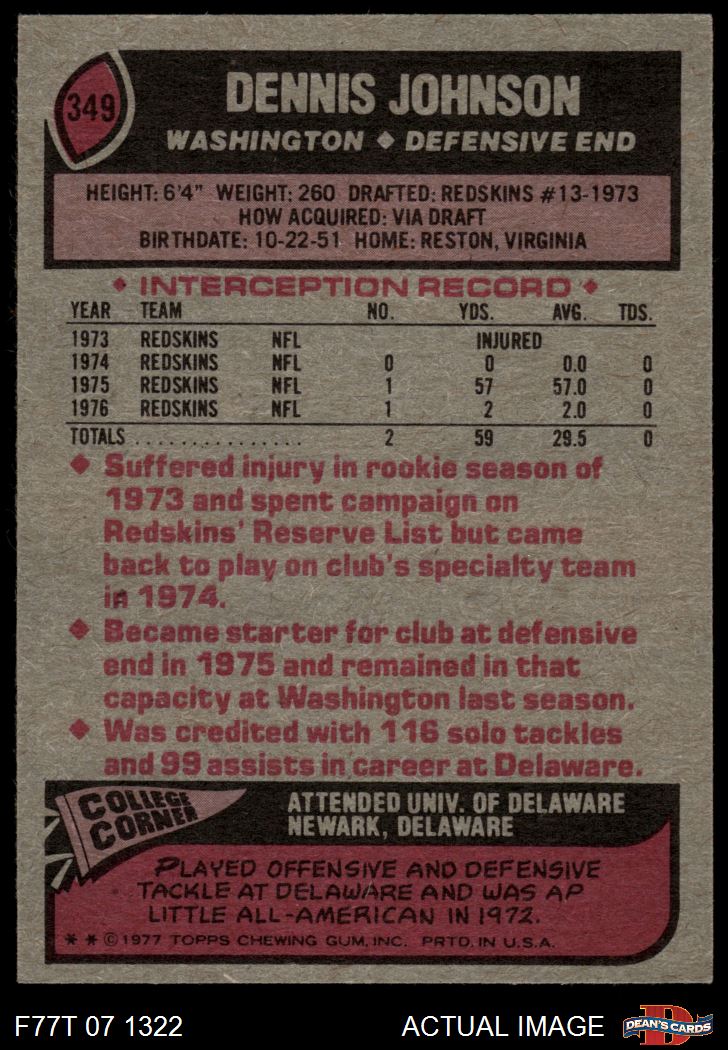 349
DENNIS JOHNSON
WASHINGTON ◆ DEFENSIVE END
HEIGHT: 6'4" WEIGHT: 260 DRAFTED: REDSKINS #13-1973
HOW ACQUIRED: VIA DRAFT
BIRTHDATE: 10-22-51 HOME: RESTON, VIRGINIA
◆ INTERCEPTION RECORD ◆
YEAR TEAM NO. YDS. AVG. TDS.
1973 REDSKINS NFL INJURED
1974 REDSKINS NFL 0 0 0.0 0
1975 REDSKINS NFL 1 57 57.0 0
1976 REDSKINS NFL 1 2 2.0 0
TOTALS ................ 2 59 29.5 0
◆ Suffered injury in rookie season of
1973 and spent campaign on
Redskins' Reserve List but came
back to play on club's specialty team
in 1974.
◆ Became starter for club at defensive
end in 1975 and remained in that
capacity at Washington last season.
◆ Was credited with 116 solo tackles
and 99 assists in career at Delaware.
COLLEGE
CORNER
ATTENDED UNIV. OF DELAWARE
NEWARK, DELAWARE
PLAYED OFFENSIVE AND DEFENSIVE
TACKLE AT DELAWARE AND WAS AP
LITTLE ALL-AMERICAN IN 1972.
* * © 1977 TOPPS CHEWING GUM, INC. PRTD. IN U.S.A.
F77T 07 1322 ACTUAL IMAGE
D
DEAN'S CARDS